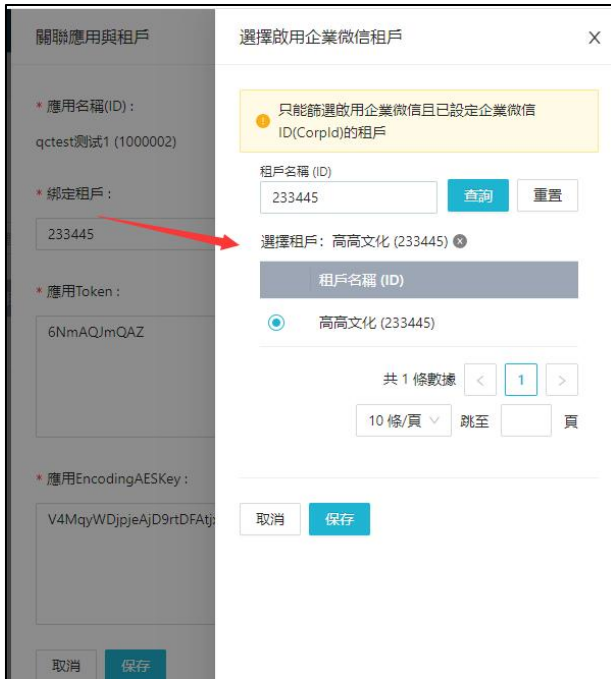 關聯應用與租戶
* 應用名稱(ID)：
qctest测试1 (1000002)
* 綁定租戶：
233445
* 應用Token：
6NmAQJmQAZ
* 應用EncodingAESKey：
V4MqyWDjpjeAjD9rtDFAtj
取消
保存
選擇啟用企業微信租戶
只能篩選啟用企業微信且已設定企業微信
ID(CorpId)的租戶
租戶名稱 (ID)
233445
查詢
重置
選擇租戶：高高文化 (233445)
租戶名稱 (ID)
高高文化 (233445)
共 1 條數據
1
10 條/頁
跳至
頁
取消
保存